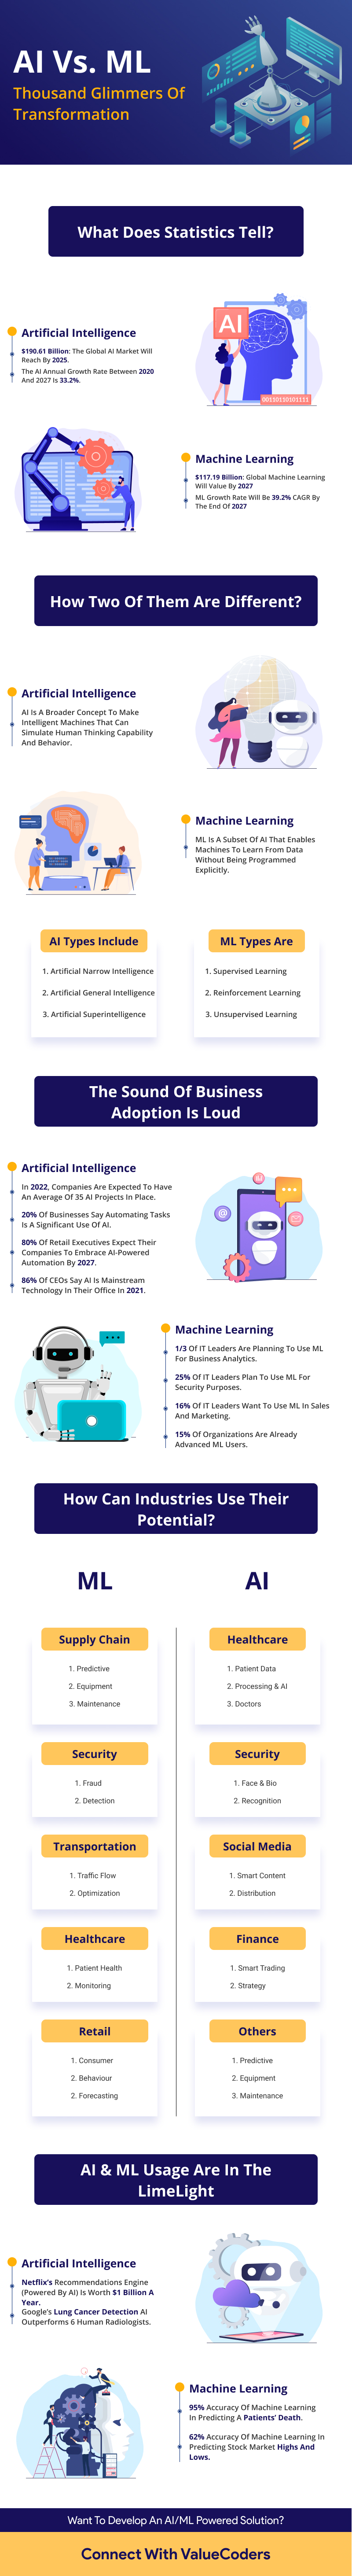 AI Vs. ML
Thousand Glimmers Of
Transformation
What Does Statistics Tell?
AI
00110110101111
Artificial Intelligence
$190.61 Billion: The Global AI Market Will
Reach By 2025.
The AI Annual Growth Rate Between 2020
And 2027 Is 33.2%.
Machine Learning
$117.19 Billion: Global Machine Learning
Will Value By 2027
ML Growth Rate Will Be 39.2% CAGR By
The End Of 2027
How Two Of Them Are Different?
Artificial Intelligence
AI Is A Broader Concept To Make
Intelligent Machines That Can
Simulate Human Thinking Capability
And Behavior.
Machine Learning
ML Is A Subset Of AI That Enables
Machines To Learn From Data
Without Being Programmed
Explicitly.
AI Types Include
1. Artificial Narrow Intelligence
2. Artificial General Intelligence
3. Artificial Superintelligence
ML Types Are
1. Supervised Learning
2. Reinforcement Learning
3. Unsupervised Learning
The Sound Of Business
Adoption Is Loud
Artificial Intelligence
In 2022, Companies Are Expected To Have
An Average Of 35 AI Projects In Place.
20% Of Businesses Say Automating Tasks
Is A Significant Use Of AI.
80% Of Retail Executives Expect Their
Companies To Embrace AI-Powered
Automation By 2027.
86% Of CEOs Say AI Is Mainstream
Technology In Their Office In 2021.
AI
@
Machine Learning
1/3 Of IT Leaders Are Planning To Use ML
For Business Analytics.
25% Of IT Leaders Plan To Use ML For
Security Purposes.
16% Of IT Leaders Want To Use ML In Sales
And Marketing.
15% Of Organizations Are Already
Advanced ML Users.
How Can Industries Use Their
Potential?
ML
Supply Chain
1. Predictive
2. Equipment
3. Maintenance
Security
1. Fraud
2. Detection
Transportation
1. Traffic Flow
2. Optimization
Healthcare
1. Patient Health
2. Monitoring
Retail
1. Consumer
2. Behaviour
2. Forecasting
AI
Healthcare
1. Patient Data
2. Processing & AI
3. Doctors
Security
1. Face & Bio
2. Recognition
Social Media
1. Smart Content
2. Distribution
Finance
1. Smart Trading
2. Strategy
Others
1. Predictive
2. Equipment
3. Maintenance
AI & ML Usage Are In The
LimeLight
Artificial Intelligence
Netflix's Recommendations Engine
(Powered By AI) Is Worth $1 Billion A
Year.
Google's Lung Cancer Detection AI
Outperforms 6 Human Radiologists.
Machine Learning
95% Accuracy Of Machine Learning
In Predicting A Patients' Death.
62% Accuracy Of Machine Learning In
Predicting Stock Market Highs And
Lows.
Want To Develop An AI/ML Powered Solution?
Connect With ValueCoders